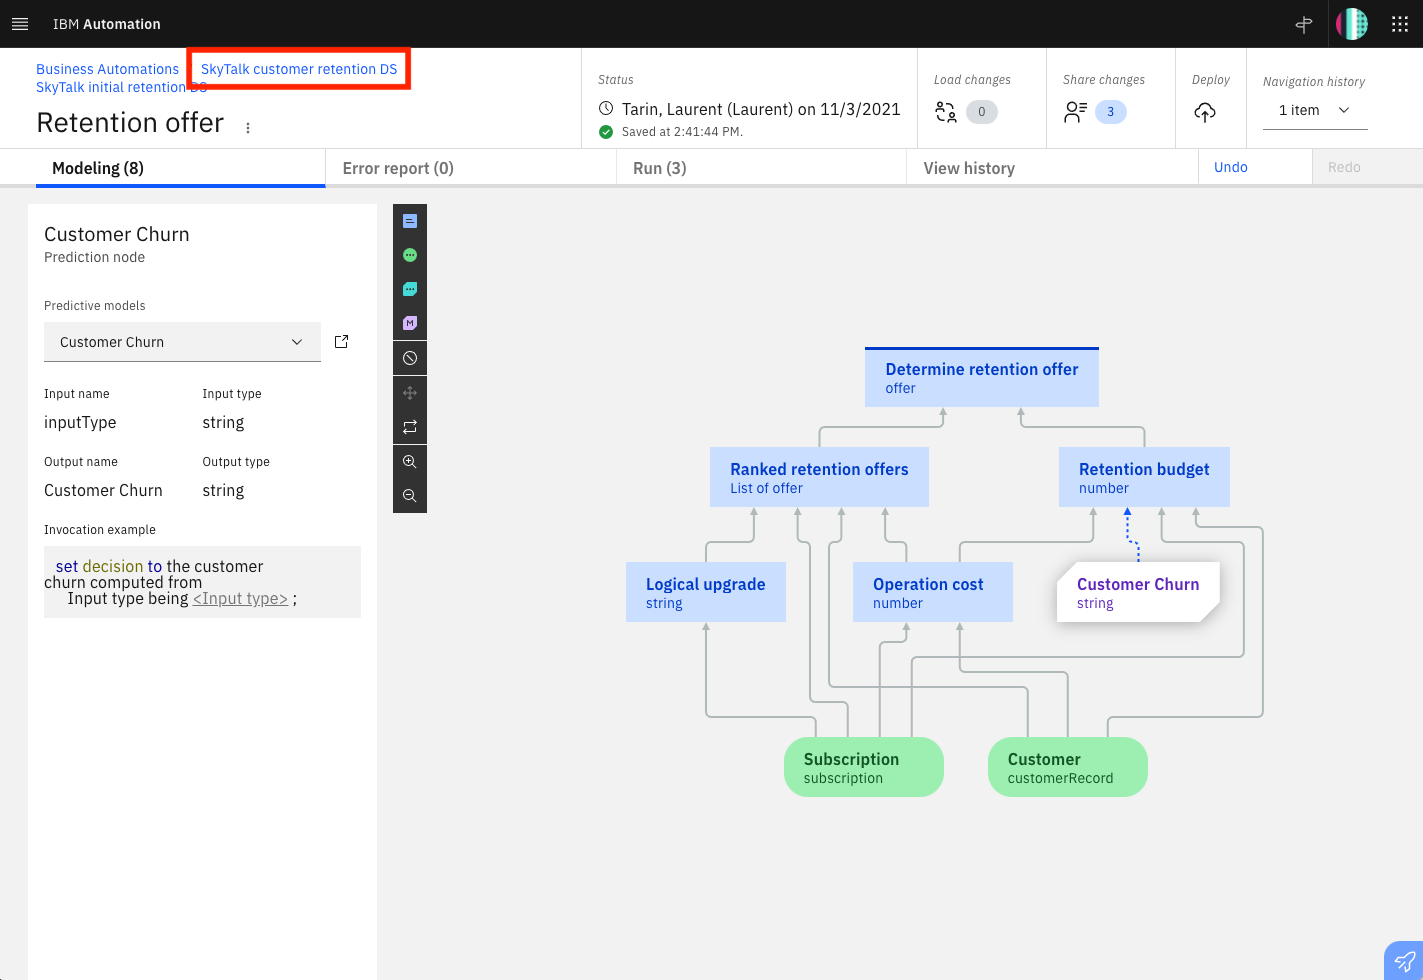 IBM Automation
Business Automations
SkyTalk customer retention DS
SkyTalk initial retention DS
Retention offer
Status
Tarin, Laurent (Laurent) on 11/3/2021
Saved at 2:41:44 PM.
Load changes
0
Share changes
3
Deploy
Navigation history
1 item
Modeling (8)
Error report (0)
Run (3)
View history
Undo
Redo
Customer Churn
Prediction node
Predictive models
Customer Churn
Input name
Input type
inputType
string
Output name
Output type
Customer Churn
string
Invocation example
set decision to the customer
churn computed from
Input type being <Input type> ;
M
Determine retention offer
offer
Ranked retention offers
List of offer
Retention budget
number
Logical upgrade
string
Operation cost
number
Customer Churn
string
Subscription
subscription
Customer
customerRecord